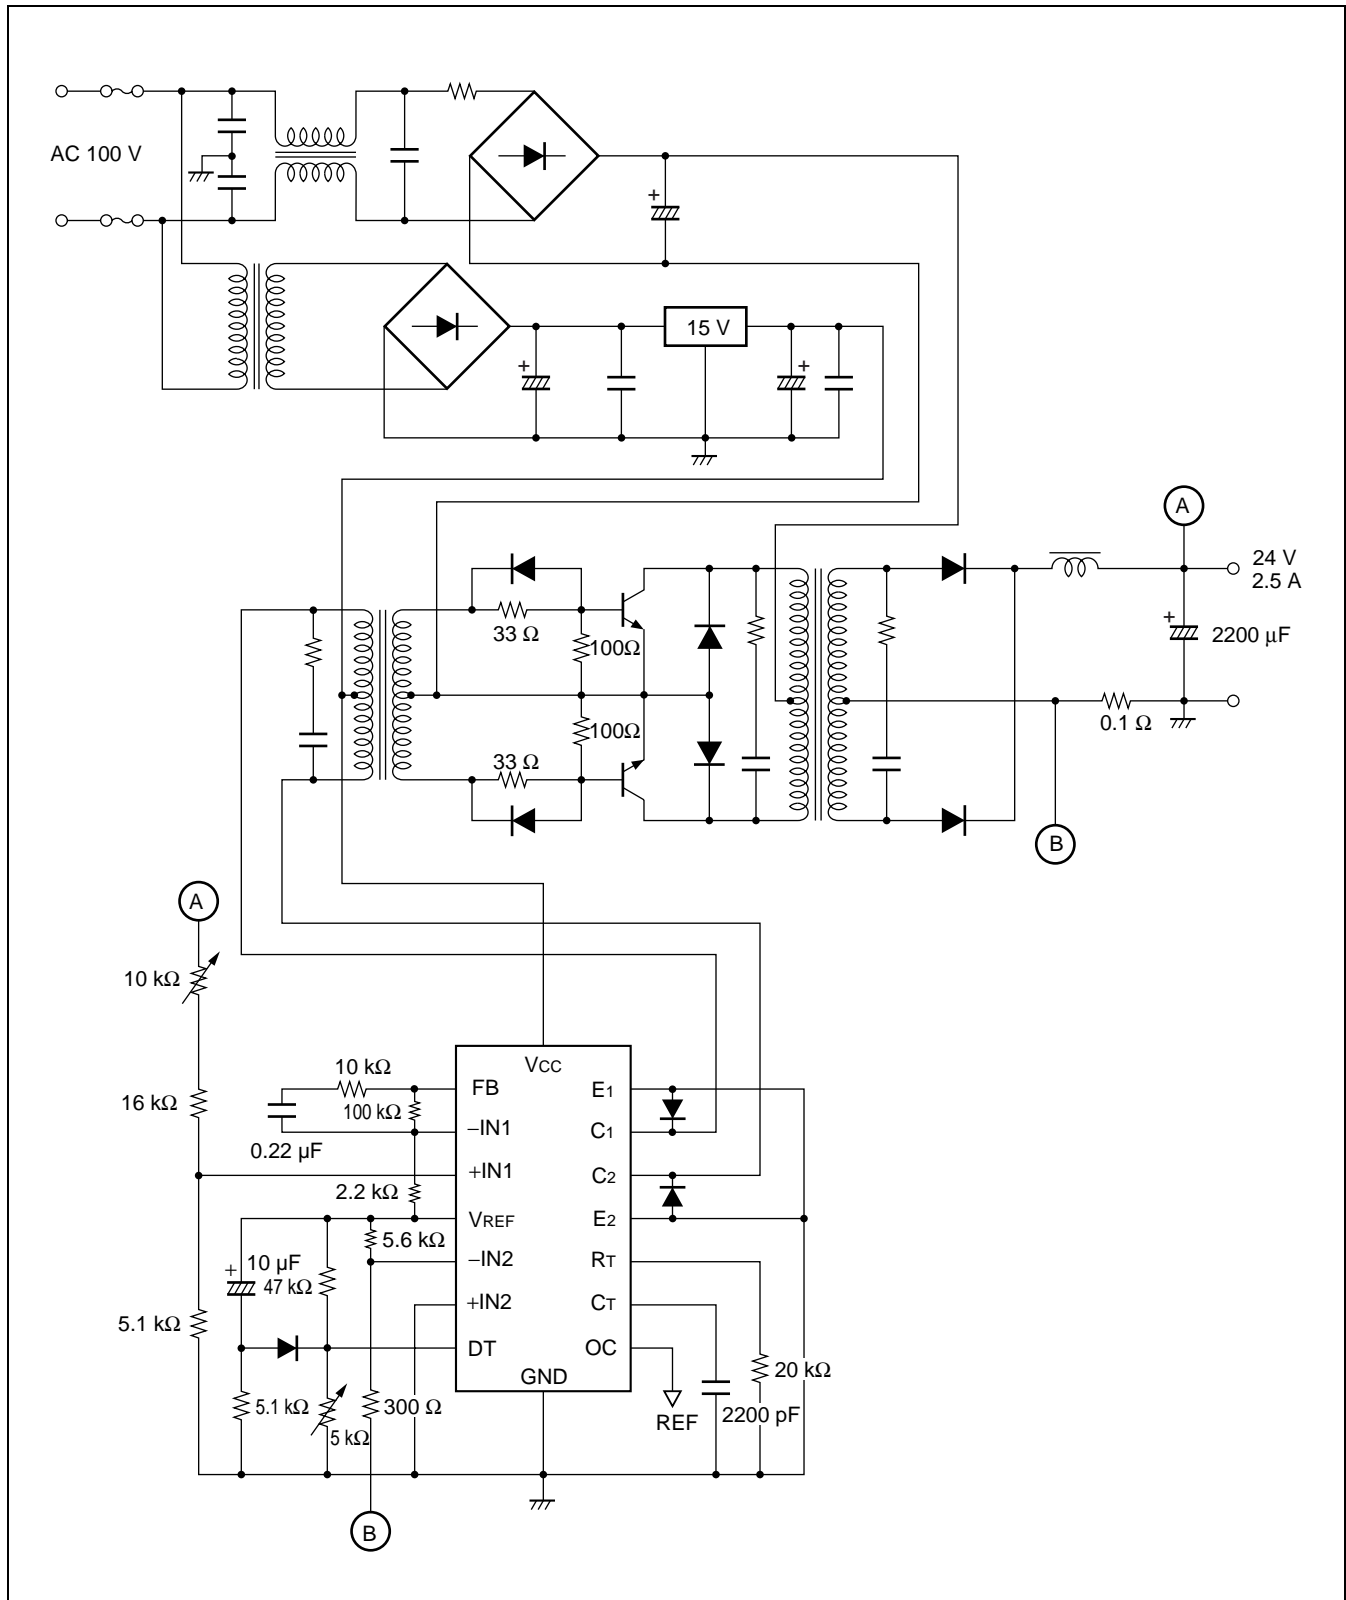 AC 100 V
+
+
15 V
+
A
24 V
2.5 A
+
2200 µF
33 Ω
100Ω
100Ω
33 Ω
0.1 Ω
B
A
10 kΩ
16 kΩ
5.1 kΩ
10 kΩ
100 kΩ
0.22 µF
2.2 kΩ
5.6 kΩ
+
10 µF
47 kΩ
5.1 kΩ
5 kΩ
300 Ω
B
VCC
FB
−IN1
+IN1
VREF
−IN2
+IN2
DT
GND
E1
C1
C2
E2
RT
CT
OC
REF
2200 pF
20 kΩ